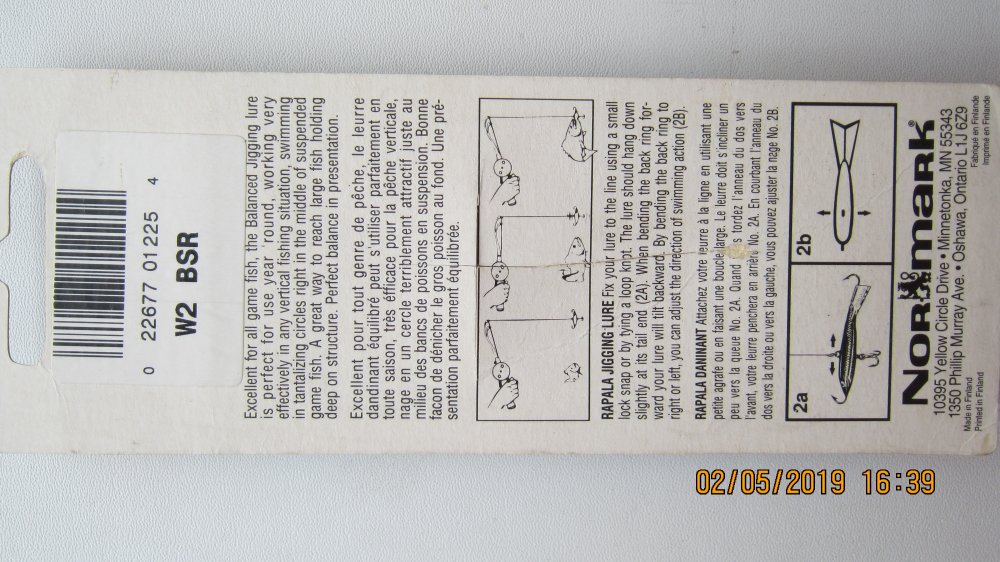 0 22677 01225 4
W2 BSR
Excellent for all game fish, the Balanced Jigging lure
is perfect for use year 'round, working very
effectively in any vertical fishing situation, swimming
in tantalizing circles right in the middle of suspended
game fish. A great way to reach large fish holding
deep on structure. Perfect balance in presentation.
Excellent pour tout genre de pêche, le leurre
dandinant équilibré peut s'utiliser parfaitement en
toute saison, très éfficace pour la pêche verticale,
nage en un cercle terriblement attractif juste au
milieu des bancs de poissons en suspension. Bonne
facon de dénicher le gros poisson au fond. Une pré-
sentation parfaitement équilibrée.
RAPALA JIGGING LURE Fix your lure to the line using a small
lock snap or by tying a loop knot. The lure should hang down
slightly at its tail end (2A). When bending the back ring for-
ward your lure will tilt backward. By bending the back ring to
right or left, you can adjust the direction of swimming action (2B).
RAPALA DANINANT Attachez votre leurre à la ligne en utilisant une
petite agrafe ou en faisant une boucle large. Le leurre doit s'incliner un
peu vers la queue No. 2A. Quand tordez l'anneau du dos vers
l'avant, votre leurre penchera en arrière No. 2A. En courbant l'anneau du
dos vers la droite ou vers la gauche, vous pouvez ajuster la nage No. 2B.
2a
2b
Normark®
10395 Yellow Circle Drive • Minnetonka, MN 55343
1350 Phillip Murray Ave. • Oshawa, Ontario L1J 6Z9
Made in Finland
Fabriqué en Finlande
Printed in Finland
Imprimé en Finlande
02/05/2019 16:39